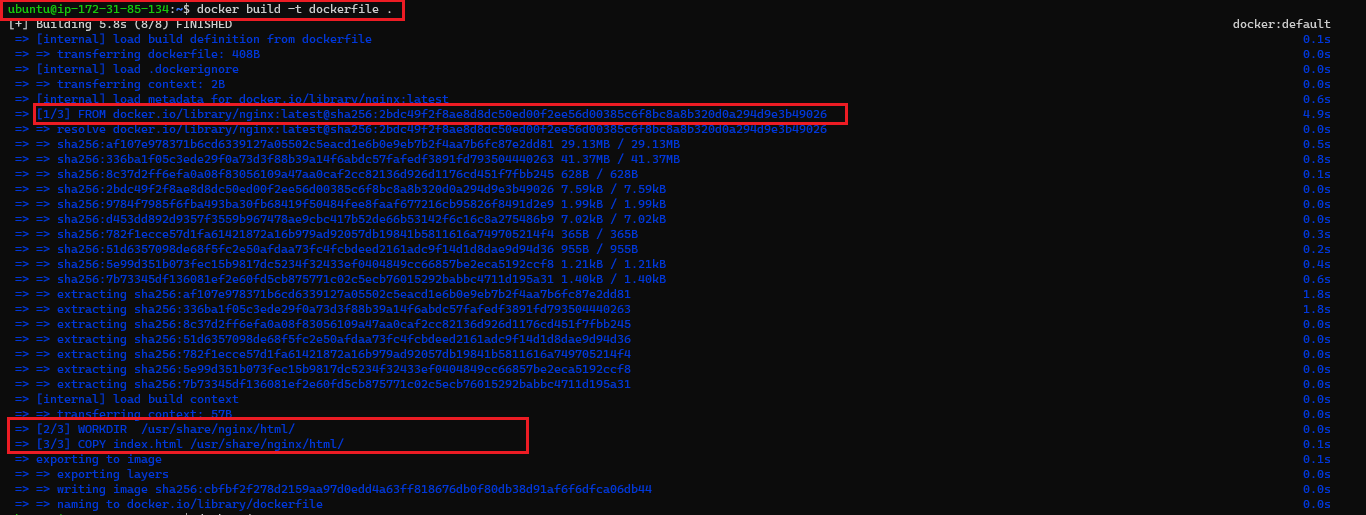 ubuntu@ip-172-31-85-134:~$ docker build -t dockerfile .
[+] Building 5.8s (8/8) FINISHED docker:default
=> [internal] load build definition from dockerfile 0.1s
=> => transferring dockerfile: 408B 0.0s
=> [internal] load .dockerignore 0.0s
=> => transferring context: 2B 0.0s
=> [internal] load metadata for docker.io/library/nginx:latest 0.6s
=> [1/3] FROM docker.io/library/nginx:latest@sha256:2bdc49f2f8ae8d8dc50ed00f2ee56d00385c6f8bc8a8b320d0a294d9e3b49026 4.9s
=> => resolve docker.io/library/nginx:latest@sha256:2bdc49f2f8ae8d8dc50ed00f2ee56d00385c6f8bc8a8b320d0a294d9e3b49026 0.0s
=> => sha256:af107e978371b6cd6339127a05502c5eacd1e6b0e9eb7b2f4aa7b6fc87e2dd81 29.13MB / 29.13MB 0.5s
=> => sha256:336ba1f05c3ede29f0a73d3f88b39a14f6abdc57fafedf3891fd793504440263 41.37MB / 41.37MB 0.8s
=> => sha256:8c37d2ff6efa0a08f83056109a47aa0caf2cc82136d926d1176cd451f7fbb245 628B / 628B 0.1s
=> => sha256:2bdc49f2f8ae8d8dc50ed00f2ee56d00385c6f8bc8a8b320d0a294d9e3b49026 7.59kB / 7.59kB 0.0s
=> => sha256:9784f7985f6fba493ba30fb68419f50484fee8faaf677216cb95826f8491d2e9 1.99kB / 1.99kB 0.0s
=> => sha256:d453dd892d9357f3559b967478ae9cbc417b52de66b53142f6c16c8a275486b9 7.02kB / 7.02kB 0.0s
=> => sha256:782f1ecce57d1fa61421872a16b979ad92057db19841b5811616a749705214f4 365B / 365B 0.3s
=> => sha256:51d6357098de68f5fc2e50afdaa73fc4fcbdeed2161adc9f14d1d8dae9d94d36 955B / 955B 0.2s
=> => sha256:5e99d351b073fec15b9817dc5234f32433ef0404849cc66857be2eca5192ccf8 1.21kB / 1.21kB 0.4s
=> => sha256:7b73345df136081ef2e60fd5cb875771c02c5ecb76015292babbc4711d195a31 1.40kB / 1.40kB 0.6s
=> => extracting sha256:af107e978371b6cd6339127a05502c5eacd1e6b0e9eb7b2f4aa7b6fc87e2dd81 1.8s
=> => extracting sha256:336ba1f05c3ede29f0a73d3f88b39a14f6abdc57fafedf3891fd793504440263 1.8s
=> => extracting sha256:8c37d2ff6efa0a08f83056109a47aa0caf2cc82136d926d1176cd451f7fbb245 0.0s
=> => extracting sha256:51d6357098de68f5fc2e50afdaa73fc4fcbdeed2161adc9f14d1d8dae9d94d36 0.0s
=> => extracting sha256:782f1ecce57d1fa61421872a16b979ad92057db19841b5811616a749705214f4 0.0s
=> => extracting sha256:5e99d351b073fec15b9817dc5234f32433ef0404849cc66857be2eca5192ccf8 0.0s
=> => extracting sha256:7b73345df136081ef2e60fd5cb875771c02c5ecb76015292babbc4711d195a31 0.0s
=> [internal] load build context 0.0s
=> => transferring context: 57B 0.0s
=> [2/3] WORKDIR /usr/share/nginx/html/ 0.0s
=> [3/3] COPY index.html /usr/share/nginx/html/ 0.1s
=> exporting to image 0.1s
=> => exporting layers 0.0s
=> => writing image sha256:cbfbf2f278d2159aa97d0edd4a63ff818676db0f80db38d91af6f6dfca06db44 0.0s
=> => naming to docker.io/library/dockerfile 0.0s